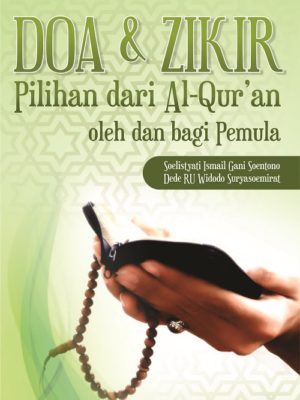 DOA & ZIKIR
Pilihan dari Al-Qur'an
oleh dan bagi Pemula
Soelistyati Ismail Gani Soentono
Dede RU Widodo Suryasoemirat